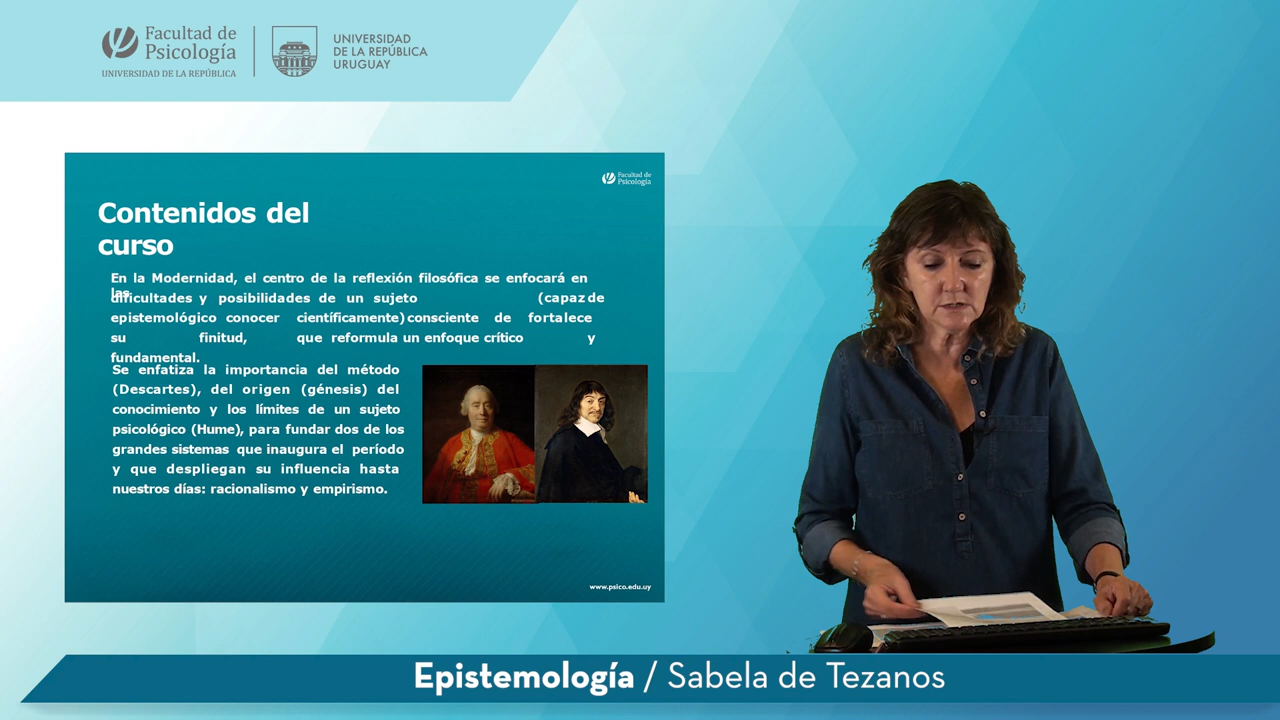 Facultad de
Psicología
UNIVERSIDAD DE LA REPÚBLICA
UNIVERSIDAD
DE LA REPÚBLICA
URUGUAY
Facultad de
Psicología
Contenidos del
curso
En la Modernidad, el centro de la reflexión filosófica se enfocará en
las
dificultades y posibilidades de un sujeto (capaz de
epistemológico conocer científicamente) consciente de fortalece
su finitud, que reformula un enfoque crítico y
fundamental.
Se enfatiza la importancia del método
(Descartes), del origen (génesis) del
conocimiento y los límites de un sujeto
psicológico (Hume), para fundar dos de los
grandes sistemas que inaugura el período
y que despliegan su influencia hasta
nuestros días: racionalismo y empirismo.
www.psico.edu.uy
Epistemología / Sabela de Tezanos